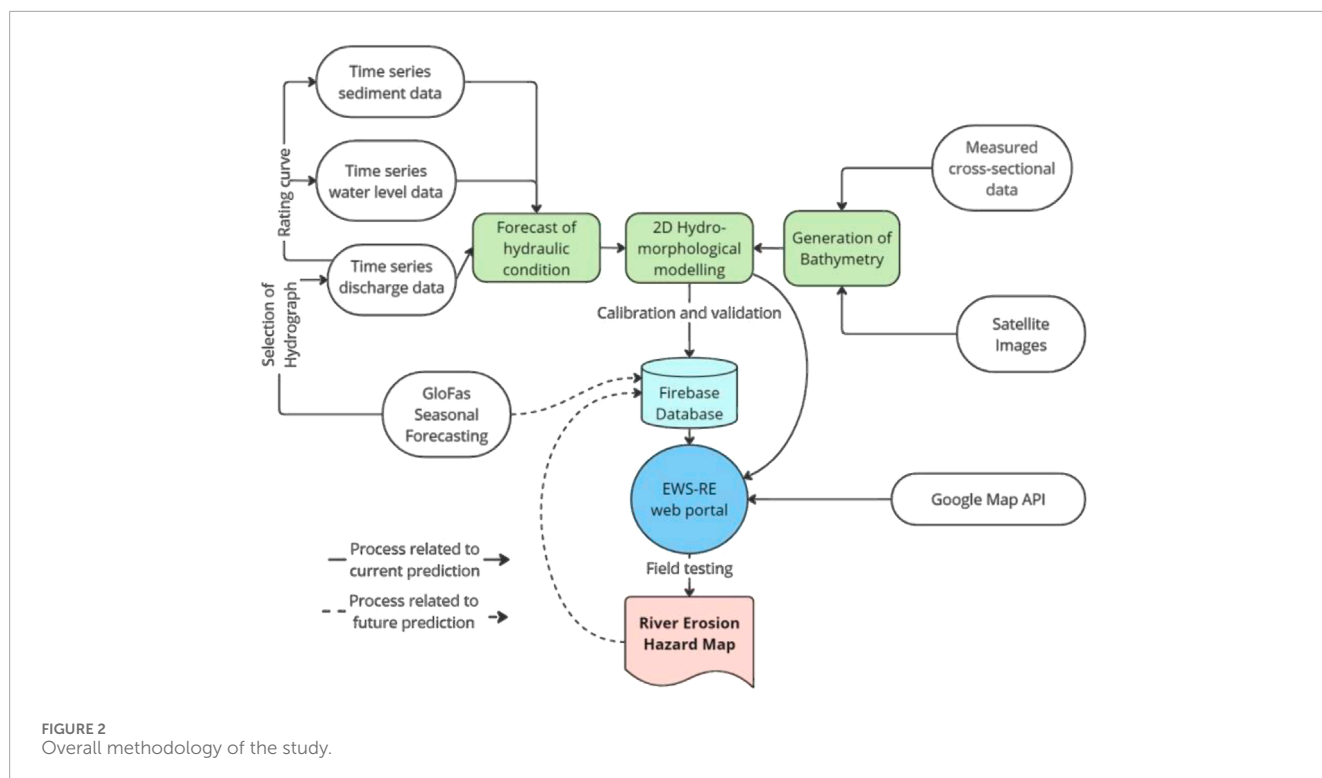 Time series
sediment data
Rating curve
Time series
water level data
Measured
cross-sectional
data
Forecast of
hydraulic
condition
2D Hydro-
morphological
modelling
Generation of
Bathymetry
Time series
discharge data
Selection of
Hydrograph
Calibration and validation
Satellite
Images
GloFas
Seasonal
Forecasting
Firebase
Database
EWS-RE
web portal
Google Map API
Process related to
current prediction
Field testing
Process related to
future prediction
River Erosion
Hazard Map
FIGURE 2
Overall methodology of the study.